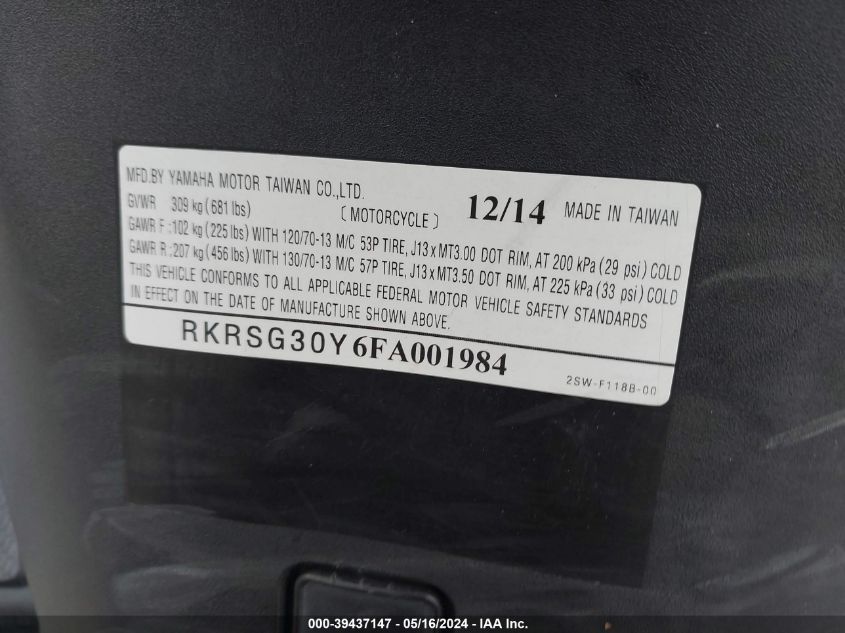 MFD.BY YAMAHA MOTOR TAIWAN CO.,LTD.
GVWR 309 kg (681 lbs) (MOTORCYCLE) 12/14 MADE IN TAIWAN
GAWR F :102 kg (225 lbs) WITH 120/70-13 M/C 53P TIRE, J13 x MT3.00 DOT RIM, AT 200 kPa (29 psi) COLD
GAWR R :207 kg (456 lbs) WITH 130/70-13 M/C 57P TIRE, J13 x MT3.50 DOT RIM, AT 225 kPa (33 psi) COLD
THIS VEHICLE CONFORMS TO ALL APPLICABLE FEDERAL MOTOR VEHICLE SAFETY STANDARDS
IN EFFECT ON THE DATE OF MANUFACTURE SHOWN ABOVE.
RKRSG30Y6FA001984
2SW-F118B-00
000-39437147 - 05/16/2024 - IAA Inc.